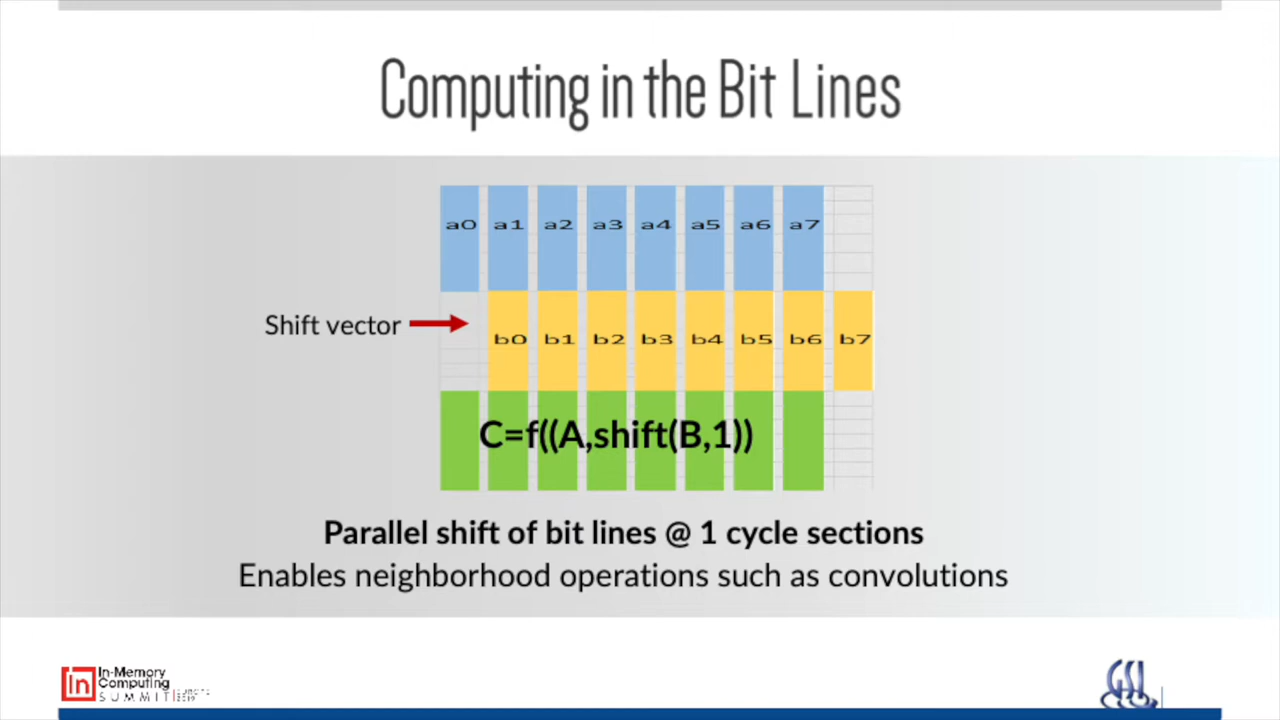 Computing in the Bit Lines
a0 a1 a2 a3 a4 a5 a6 a7
Shift vector
b0 b1 b2 b3 b4 b5 b6 b7
C=f((A,shift(B,1))
Parallel shift of bit lines @ 1 cycle sections
Enables neighborhood operations such as convolutions
In
In-Memory
Computing
SUMMIT
GSI